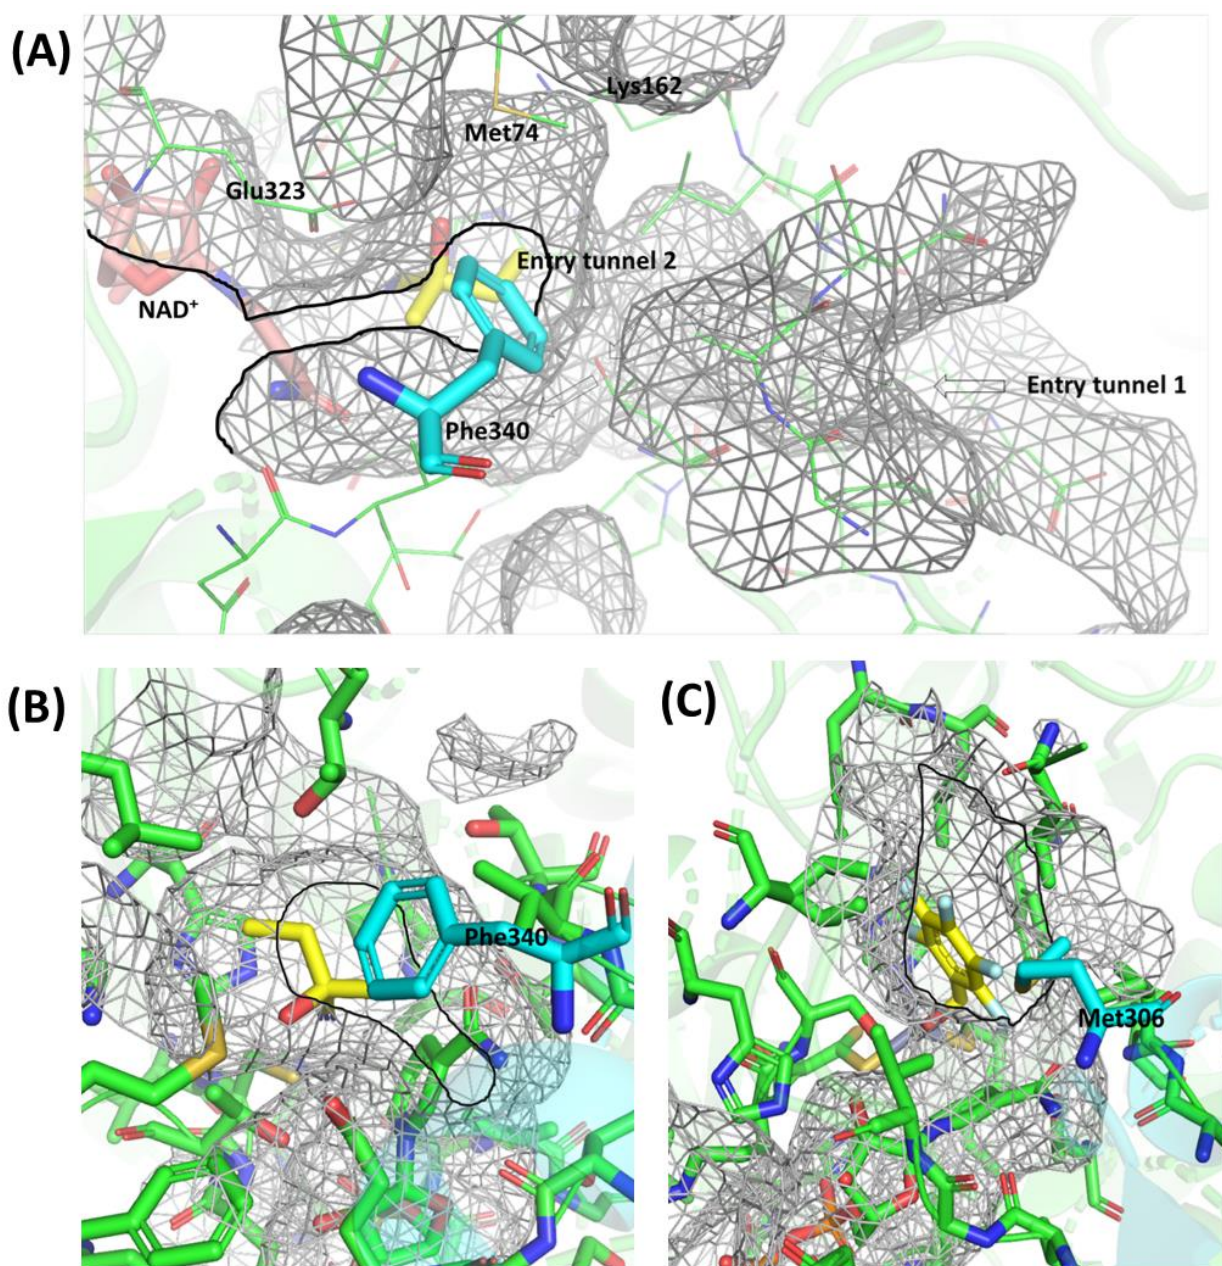 (A)
Lys162
Met74
Glu323
Entry tunnel 2
NAD⁺
Entry tunnel 1
Phe340
(B)
(C)
Phe340
Met306